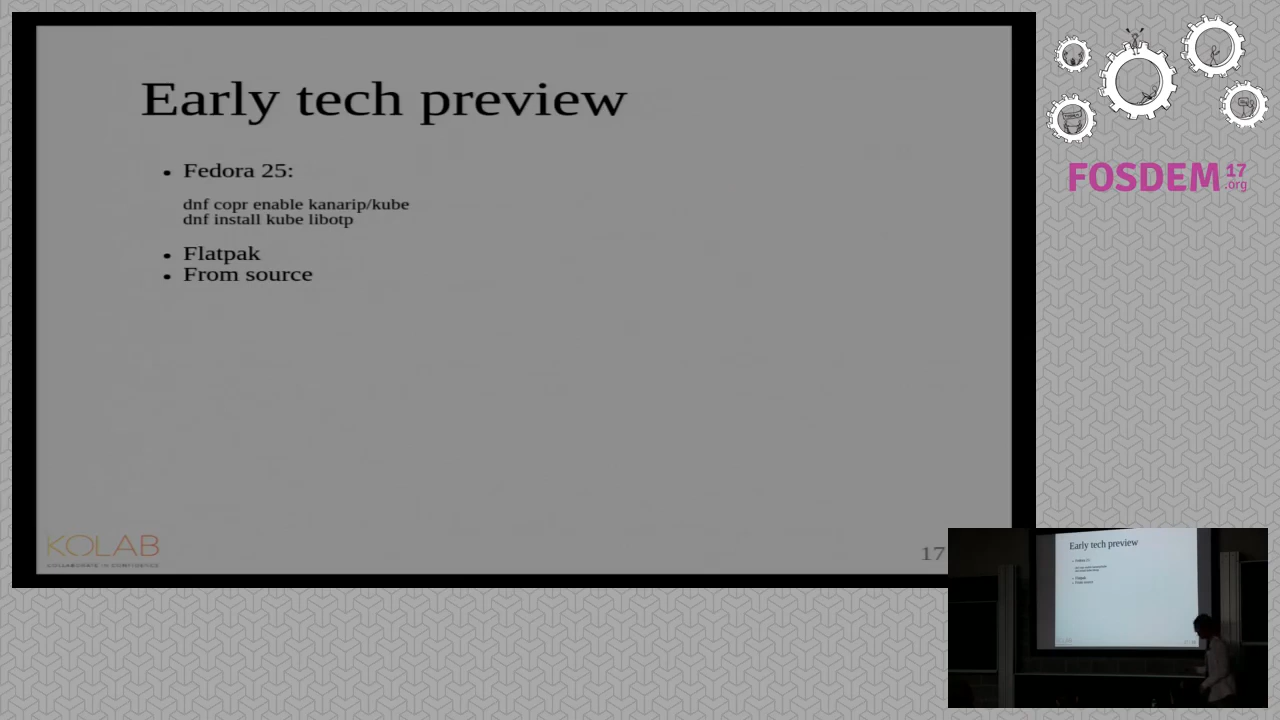 Early tech preview
• Fedora 25:
dnf copr enable kanarip/kube
dnf install kube libotp
• Flatpak
• From source
KOLAB
COLLABORATE IN CONFIDENCE
17
FOSDEM 17
.org
Early tech preview